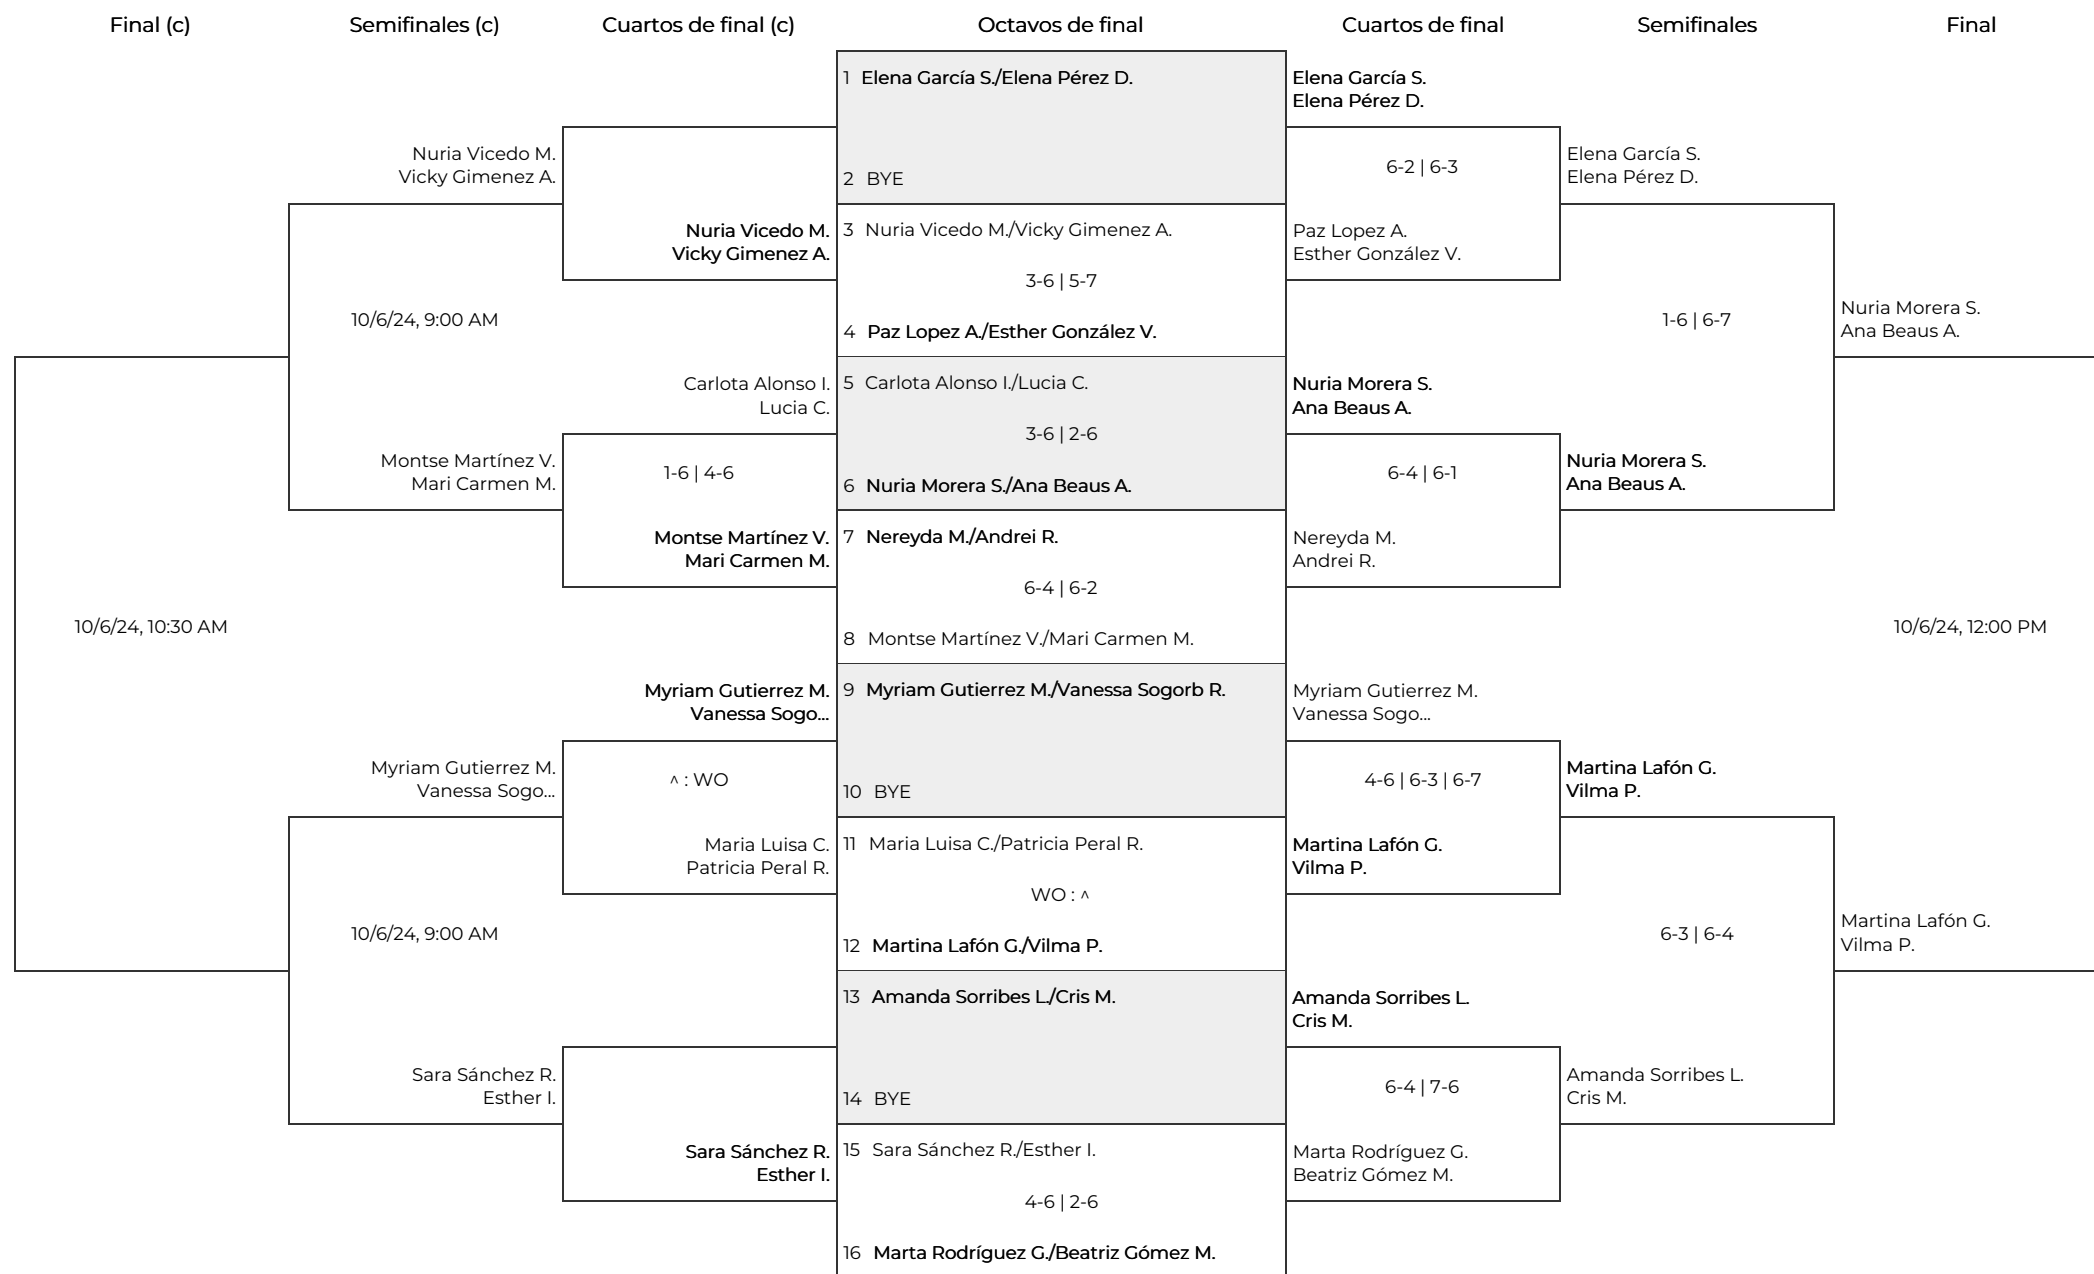 Final (c)
Semifinales (c)
Cuartos de final (c)
Octavos de final
Cuartos de final
Semifinales
Final
10/6/24, 10:30 AM
Nuria Vicedo M.
Vicky Gimenez A.
10/6/24, 9:00 AM
Montse Martínez V.
Mari Carmen M.
Myriam Gutierrez M.
Vanessa Sogo...
10/6/24, 9:00 AM
Sara Sánchez R.
Esther I.
Nuria Vicedo M.
Vicky Gimenez A.
Carlota Alonso I.
Lucia C.
1-6 | 4-6
Montse Martínez V.
Mari Carmen M.
Myriam Gutierrez M.
Vanessa Sogo...
^ : WO
Maria Luisa C.
Patricia Peral R.
Sara Sánchez R.
Esther I.
1 Elena García S./Elena Pérez D.
2 BYE
3 Nuria Vicedo M./Vicky Gimenez A.
3-6 | 5-7
4 Paz Lopez A./Esther González V.
5 Carlota Alonso I./Lucia C.
3-6 | 2-6
6 Nuria Morera S./Ana Beaus A.
7 Nereyda M./Andrei R.
6-4 | 6-2
8 Montse Martínez V./Mari Carmen M.
9 Myriam Gutierrez M./Vanessa Sogorb R.
10 BYE
11 Maria Luisa C./Patricia Peral R.
WO : ^
12 Martina Lafón G./Vilma P.
13 Amanda Sorribes L./Cris M.
14 BYE
15 Sara Sánchez R./Esther I.
4-6 | 2-6
16 Marta Rodríguez G./Beatriz Gómez M.
Elena García S.
Elena Pérez D.
6-2 | 6-3
Paz Lopez A.
Esther González V.
Nuria Morera S.
Ana Beaus A.
6-4 | 6-1
Nereyda M.
Andrei R.
Myriam Gutierrez M.
Vanessa Sogo...
4-6 | 6-3 | 6-7
Martina Lafón G.
Vilma P.
Amanda Sorribes L.
Cris M.
6-4 | 7-6
Marta Rodríguez G.
Beatriz Gómez M.
Elena García S.
Elena Pérez D.
1-6 | 6-7
Nuria Morera S.
Ana Beaus A.
Martina Lafón G.
Vilma P.
6-3 | 6-4
Amanda Sorribes L.
Cris M.
Nuria Morera S.
Ana Beaus A.
10/6/24, 12:00 PM
Martina Lafón G.
Vilma P.